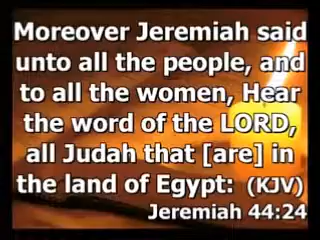 Moreover Jeremiah said
unto all the people, and
to all the women, Hear
the word of the LORD,
all Judah that [are] in
the land of Egypt: (KJV)
Jeremiah 44:24